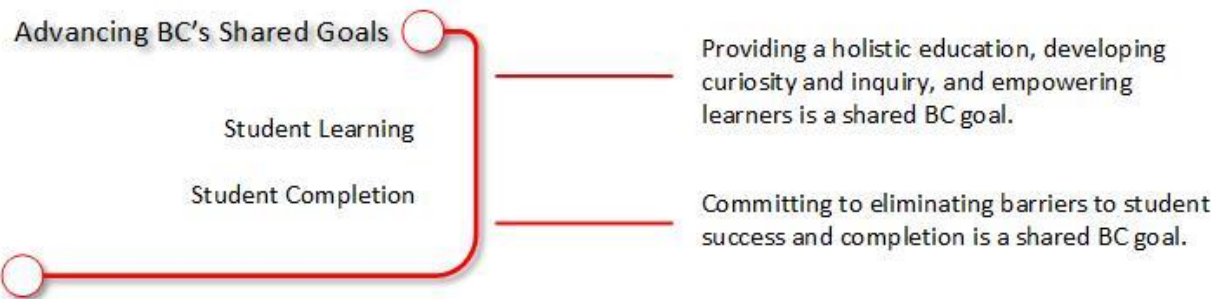 Advancing BC's Shared Goals
Student Learning
Student Completion
Providing a holistic education, developing
curiosity and inquiry, and empowering
learners is a shared BC goal.
Committing to eliminating barriers to student
success and completion is a shared BC goal.